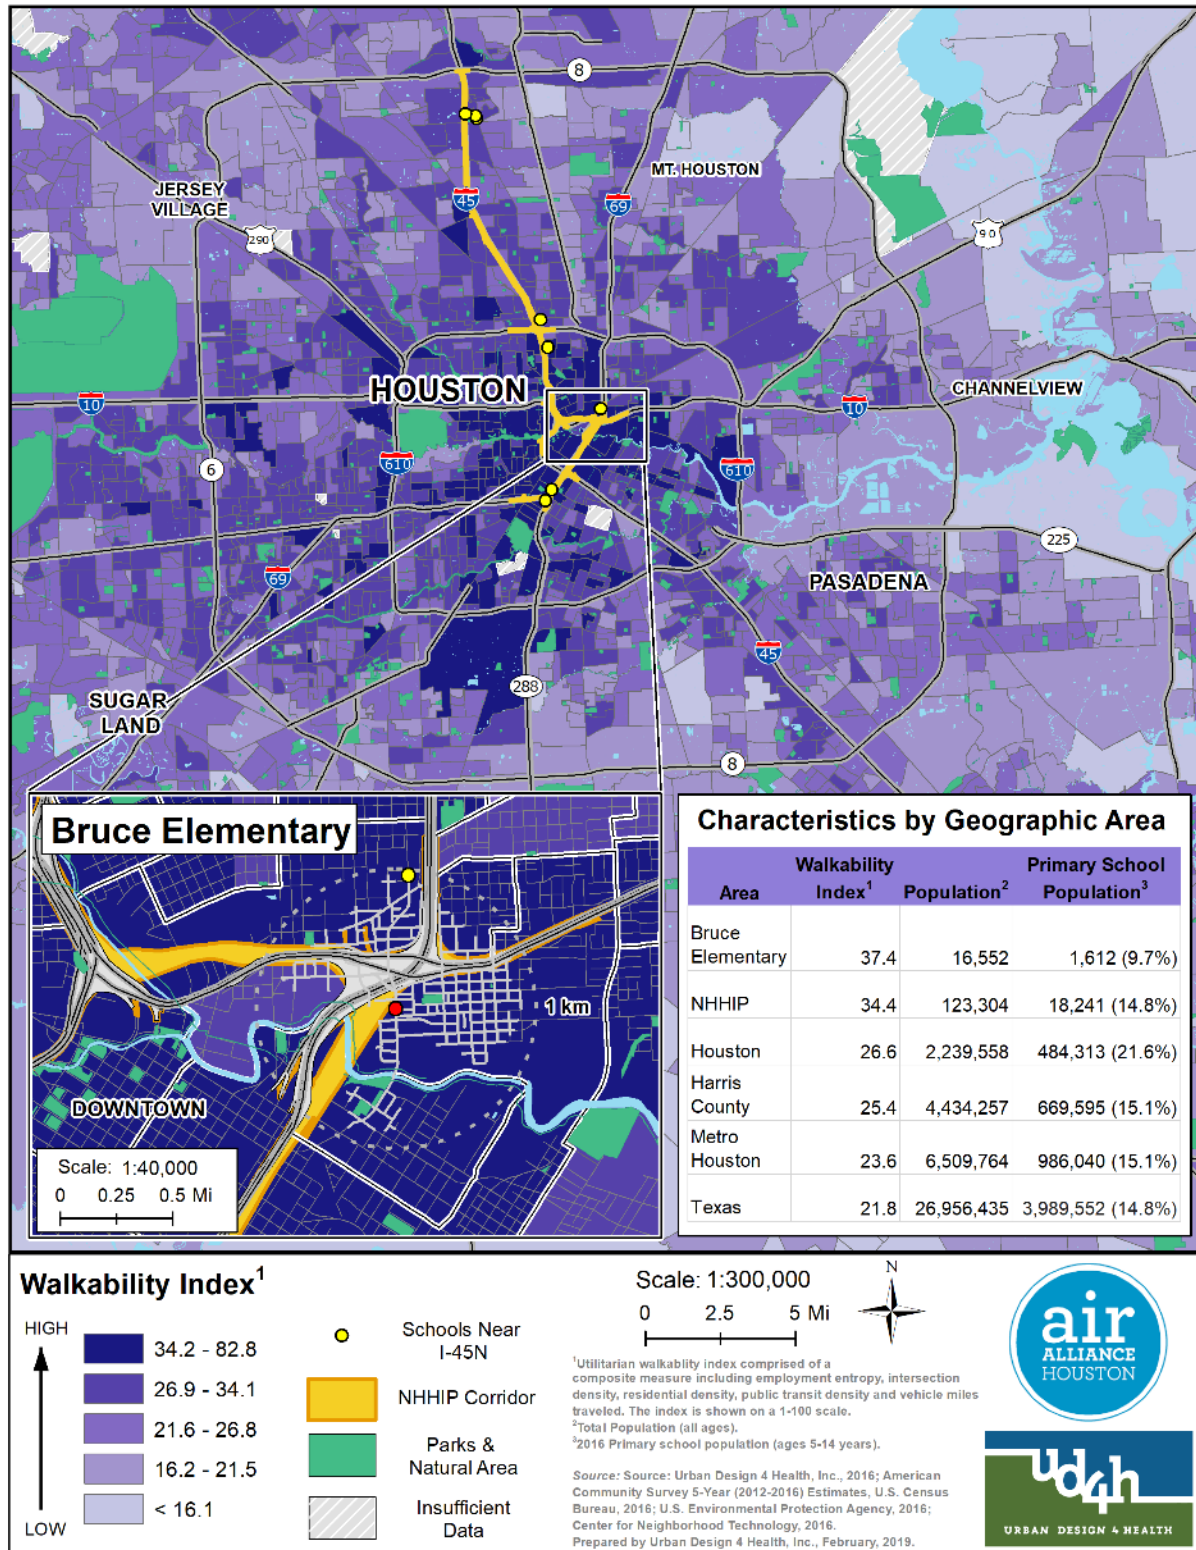 8
JERSEY
VILLAGE
MT. HOUSTON
45
69
290
90
HOUSTON
10
CHANNELVIEW
10
6
610
610
225
69
PASADENA
45
SUGAR
LAND
288
8
Bruce Elementary
1 km
DOWNTOWN
Scale: 1:40,000
0 0.25 0.5 Mi
Characteristics by Geographic Area
Area Walkability Index1 Population2 Primary School Population3
Bruce Elementary 37.4 16,552 1,612 (9.7%)
NHHIP 34.4 123,304 18,241 (14.8%)
Houston 26.6 2,239,558 484,313 (21.6%)
Harris County 25.4 4,434,257 669,595 (15.1%)
Metro Houston 23.6 6,509,764 986,040 (15.1%)
Texas 21.8 26,956,435 3,989,552 (14.8%)
Walkability Index1
HIGH
34.2 - 82.8
26.9 - 34.1
21.6 - 26.8
16.2 - 21.5
< 16.1
LOW
Schools Near
I-45N
NHHIP Corridor
Parks &
Natural Area
Insufficient
Data
Scale: 1:300,000
0 2.5 5 Mi
N
1Utilitarian walkablity index comprised of a
composite measure including employment entropy, intersection
density, residential density, public transit density and vehicle miles
traveled. The index is shown on a 1-100 scale.
2Total Population (all ages).
32016 Primary school population (ages 5-14 years).
Source: Source: Urban Design 4 Health, Inc., 2016; American
Community Survey 5-Year (2012-2016) Estimates, U.S. Census
Bureau, 2016; U.S. Environmental Protection Agency, 2016;
Center for Neighborhood Technology, 2016.
Prepared by Urban Design 4 Health, Inc., February, 2019.
air
ALLIANCE
HOUSTON
ud4h
URBAN DESIGN 4 HEALTH